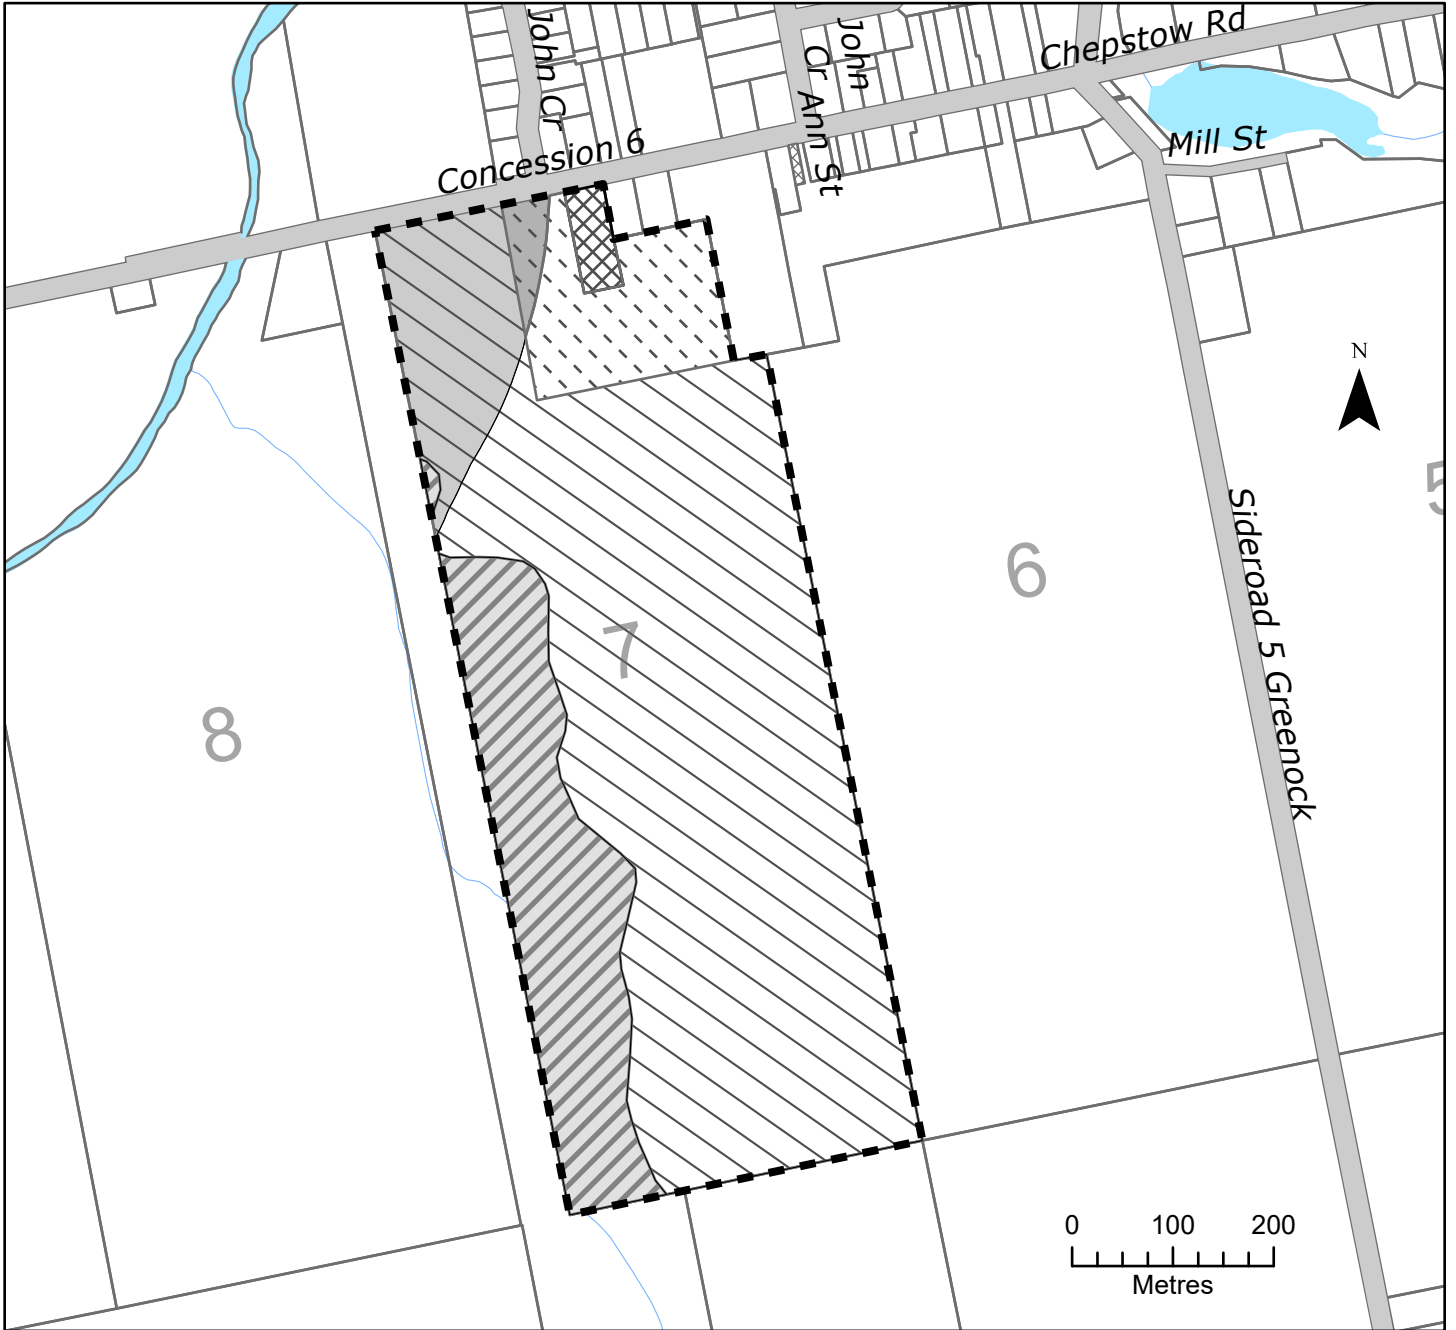 John Cr
John
Cr Ann St
Chepstow Rd
Mill St
Concession 6
N
5
Sideroad 5 Greenock
6
7
8
0 100 200
Metres